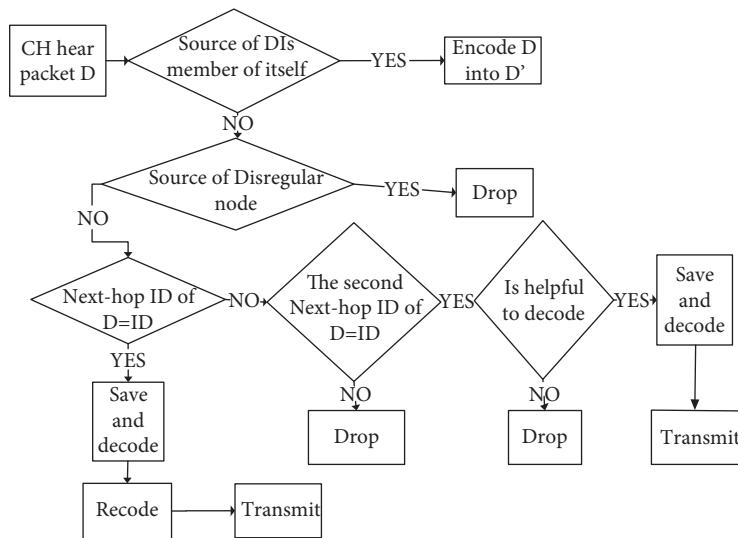 CH hear
packet D
Source of DIs
member of itself
YES
Encode D
into D’
NO
Source of Disregular
node
YES
Drop
NO
Next-hop ID of
D=ID
NO
The second
Next-hop ID of
D=ID
YES
Is helpful
to decode
YES
Save
and
decode
YES
NO
NO
Save
and
decode
Drop
Drop
Transmit
Recode
Transmit